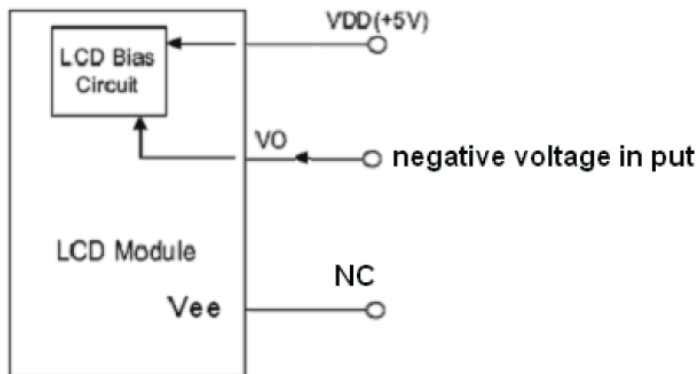 VDD(+5V)
LCD Bias
Circuit
VO
negative voltage in put
LCD Module
NC
Vee